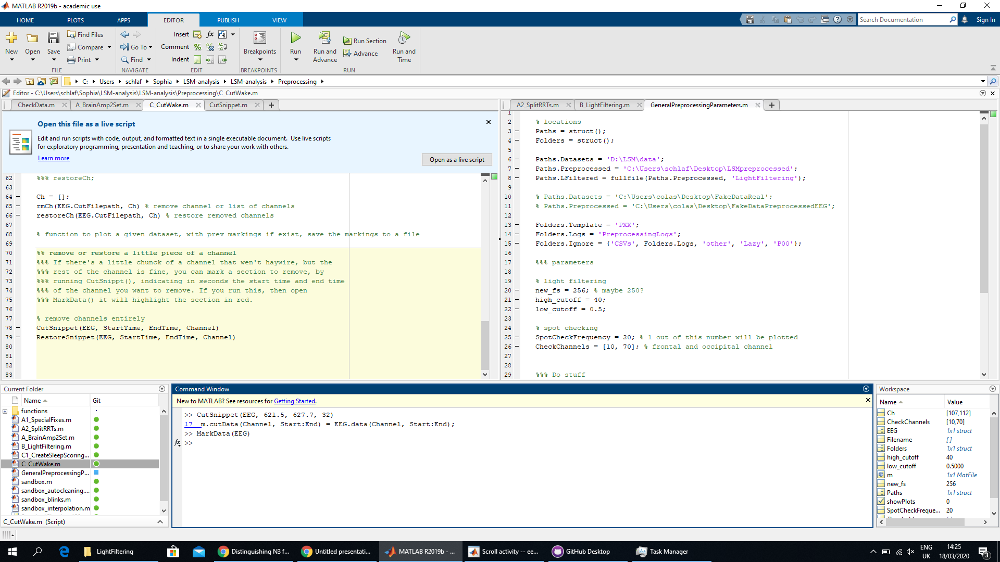 MATLAB R2019b - academic use
HOME PLOTS APPS EDITOR PUBLISH VIEW
Search Documentation
Sign In
New Open Save
Find Files
Compare
Print
FILE
Go To
Find
NAVIGATE
Insert fx
Comment
Indent
EDIT
Breakpoints
BREAKPOINTS
Run
Run and Advance
Run Section
Advance
Run and Time
RUN
C: Users schlaf Sophia LSM-analysis LSM-analysis Preprocessing
Editor - C:\Users\schlaf\Sophia\LSM-analysis\LSM-analysis\Preprocessing\C_CutWake.m
CheckData.m A_BrainAmp2Set.m C_CutWake.m CutSnippet.m
Open this file as a live script
Edit and run scripts with code, output, and formatted text in a single executable document. Use live scripts
for exploratory programming, presentation and teaching, or to share your work with others.
Learn more
Open as a live script
62 %%% restoreCh;
63
64 Ch = [];
65 rmCh(EEG.CutFilepath, Ch) % remove channel or list of channels
66 restoreCh(EEG.CutFilepath, Ch) % restore removed channels
67
68 % function to plot a given dataset, with prev markings if exist, save the markings to a file
69
70 %% remove or restore a little piece of a channel
71 %%% If there's a little chunck of a channel that wen't haywire, but the
72 %%% rest of the channel is fine, you can mark a section to remove, by
73 %%% running CutSnippt(), indicating in seconds the start time and end time
74 %%% of the channel you want to remove. If you run this, then open
75 %%% MarkData() it will highlight the section in red.
76
77 % remove channels entirely
78 CutSnippet(EEG, StartTime, EndTime, Channel)
79 RestoreSnippet(EEG, StartTime, EndTime, Channel)
80
81
82
83
A2_SplitRRTs.m B_LightFiltering.m GeneralPreprocessingParameters.m
1
2 % locations
3 Paths = struct();
4 Folders = struct();
5
6 Paths.Datasets = 'D:\LSM\data';
7 Paths.Preprocessed = 'C:\Users\schlaf\Desktop\LSMpreprocessed';
8 Paths.LFiltered = fullfile(Paths.Preprocessed, 'LightFiltering');
9
10 % Paths.Datasets = 'C:\Users\colas\Desktop\FakeDataReal';
11 % Paths.Preprocessed = 'C:\Users\colas\Desktop\FakeDataPreprocessedEEG';
12
13 Folders.Template = 'PXX';
14 Folders.Logs = 'PreprocessingLogs';
15 Folders.Ignore = {'CSVs', Folders.Logs, 'other', 'Lazy', 'P00'};
16
17 %%% parameters
18
19 % light filtering
20 new_fs = 256; % maybe 250?
21 high_cutoff = 40;
22 low_cutoff = 0.5;
23
24 % spot checking
25 SpotCheckFrequency = 20; % 1 out of this number will be plotted
26 CheckChannels = [10, 70]; % frontal and occipital channel
27
28
29 %%% Do stuff
Current Folder
Name Git
functions
A1_SpecialFixes.m
A2_SplitRRTs.m
A_BrainAmp2Set.m
B_LightFiltering.m
C1_CreateSleepScoring...
C_CutWake.m
GeneralPreprocessingP...
sandbox.m
sandbox_autocleaning....
sandbox_blinks.m
sandbox_interpolation.m
C_CutWake.m (Script)
Command Window
New to MATLAB? See resources for Getting Started.
>> CutSnippet(EEG, 621.5, 627.7, 32)
17 m.cutData(Channel, Start:End) = EEG.data(Channel, Start:End);
>> MarkData(EEG)
fx >>
Workspace
Name Value
Ch [107,112]
CheckChannels [10,70]
EEG 1x1 struct
Filename []
Folders 1x1 struct
high_cutoff 40
low_cutoff 0.5000
m 1x1 MatFile
new_fs 256
Paths 1x1 struct
showPlots 0
SpotCheckFreque... 20
LightFiltering
Distinguishing N3 f...
Untitled presentati...
MATLAB R2019b - ...
Scroll activity -- ee...
GitHub Desktop
Task Manager
ENG
UK
14:25
18/03/2020
3